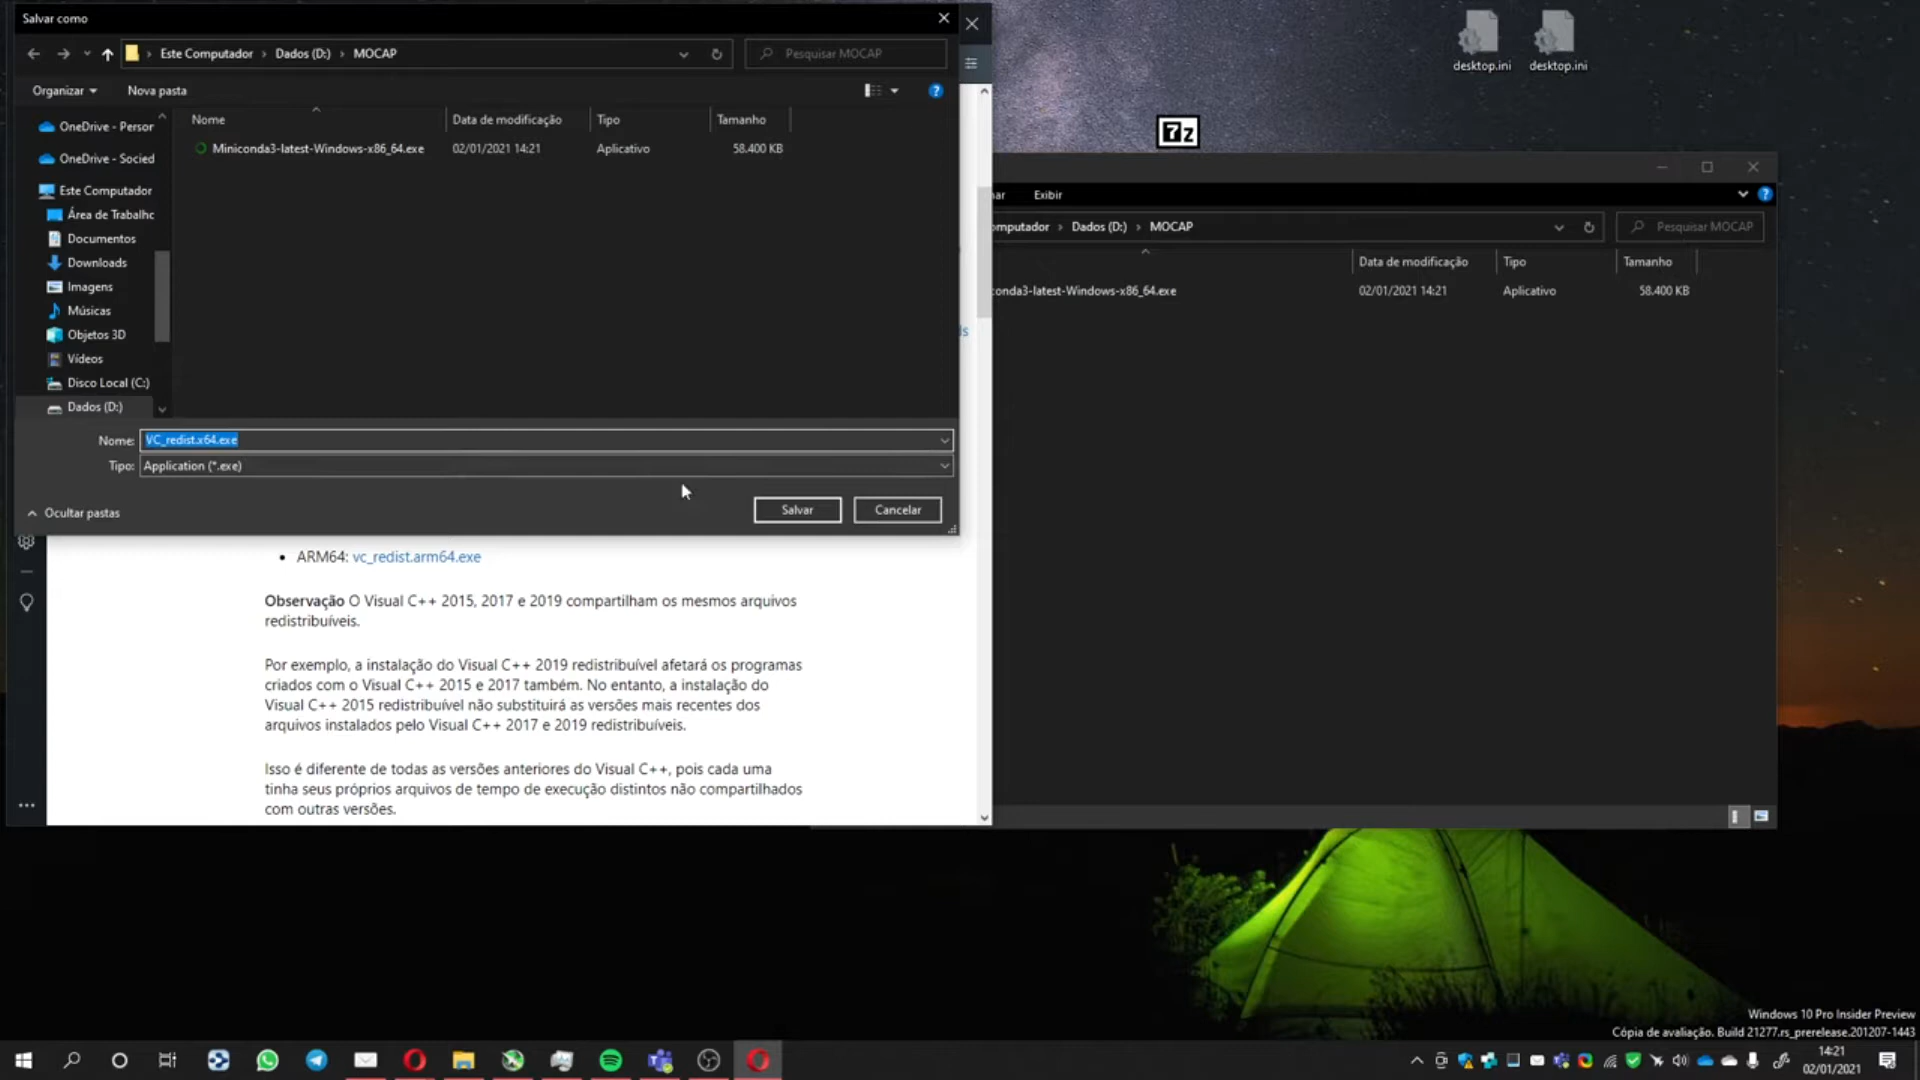 Salvar como
Este Computador
Dados (D:)
MOCAP
Pesquisar MOCAP
Organizar
Nova pasta
OneDrive - Persor
OneDrive - Socied
Este Computador
Área de Trabalhc
Documentos
Downloads
Imagens
Músicas
Objetos 3D
Vídeos
Disco Local (C:)
Dados (D:)
Nome
Data de modificação
Tipo
Tamanho
Miniconda3-latest-Windows-x86_64.exe
02/01/2021 14:21
Aplicativo
58.400 KB
Nome: VC_redist.x64.exe
Tipo: Application (*.exe)
Ocultar pastas
Salvar
Cancelar
ARM64: vc_redist.arm64.exe
Observação O Visual C++ 2015, 2017 e 2019 compartilham os mesmos arquivos
redistribuíveis.
Por exemplo, a instalação do Visual C++ 2019 redistribuível afetará os programas
criados com o Visual C++ 2015 e 2017 também. No entanto, a instalação do
Visual C++ 2015 redistribuível não substituirá as versões mais recentes dos
arquivos instalados pelo Visual C++ 2017 e 2019 redistribuíveis.
Isso é diferente de todas as versões anteriores do Visual C++, pois cada uma
tinha seus próprios arquivos de tempo de execução distintos não compartilhados
com outras versões.
desktop.ini
desktop.ini
7z
Exibir
omputador
Dados (D:)
MOCAP
Pesquisar MOCAP
Data de modificação
Tipo
Tamanho
conda3-latest-Windows-x86_64.exe
02/01/2021 14:21
Aplicativo
58.400 KB
Windows 10 Pro Insider Preview
Cópia de avaliação. Build 21277.rs_prerelease.201207-1443
14:21
02/01/2021